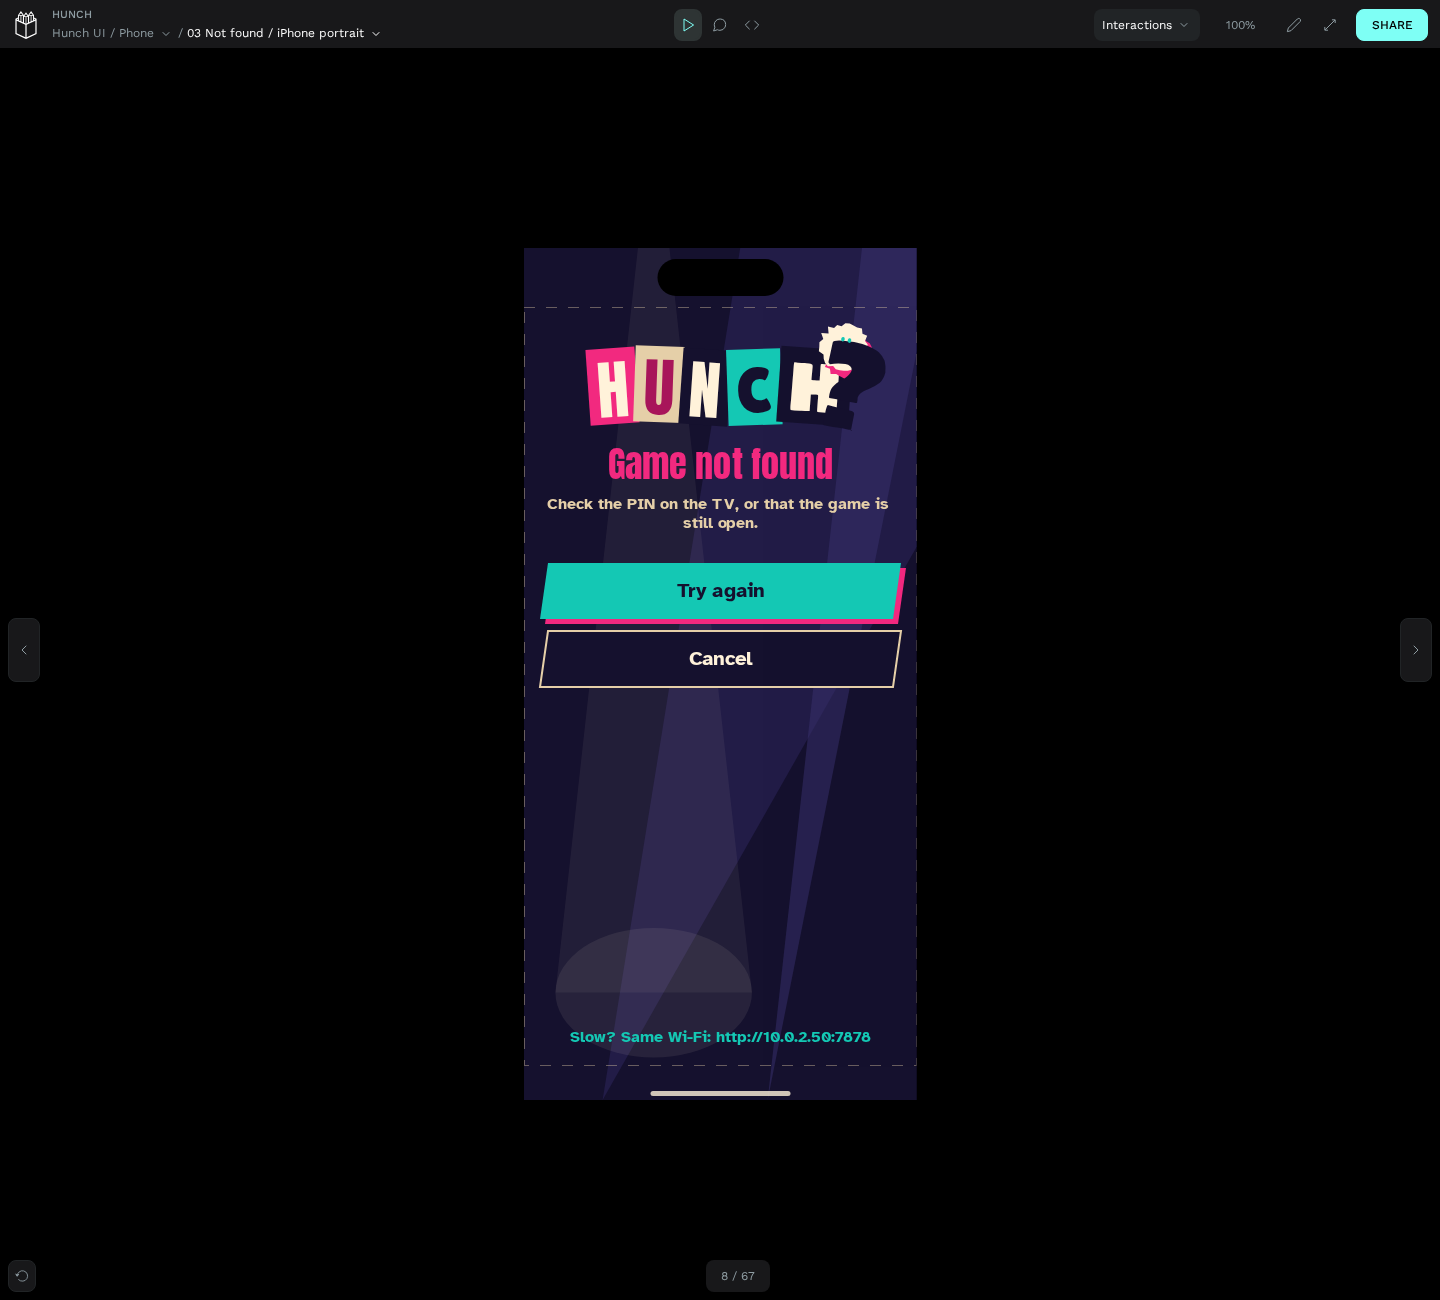 HUNCH
Hunch UI / Phone / 03 Not found / iPhone portrait
Interactions
100%
SHARE
HUNCH?
Game not found
Check the PIN on the TV, or that the game is
still open.
Try again
Cancel
Slow? Same Wi-Fi: http://10.0.2.50:7878
8 / 67